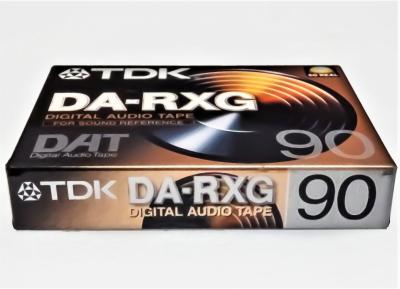 TDK
DA-RXG
DIGITAL AUDIO TAPE
FOR SOUND REFERENCE
DAT
Digital Audio Tape
90
TDK DA-RXG 90
DIGITAL AUDIO TAPE